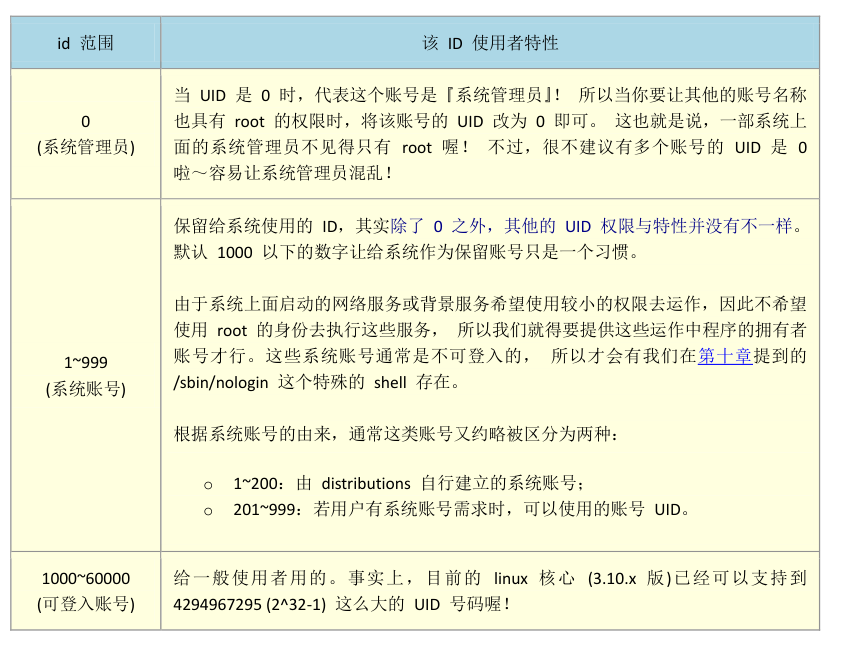 id 范围
该 ID 使用者特性
0
(系统管理员)
当 UID 是 0 时，代表这个账号是『系统管理员』！ 所以当你要让其他的账号名称
也具有 root 的权限时，将该账号的 UID 改为 0 即可。 这也就是说，一部系统上
面的系统管理员不见得只有 root 喔！ 不过，很不建议有多个账号的 UID 是 0
啦～容易让系统管理员混乱！
1~999
(系统账号)
保留给系统使用的 ID，其实除了 0 之外，其他的 UID 权限与特性并没有不一样。
默认 1000 以下的数字让给系统作为保留账号只是一个习惯。
由于系统上面启动的网络服务或背景服务希望使用较小的权限去运作，因此不希望
使用 root 的身份去执行这些服务， 所以我们就得要提供这些运作中程序的拥有者
账号才行。这些系统账号通常是不可登入的， 所以才会有我们在第十章提到的
/sbin/nologin 这个特殊的 shell 存在。
根据系统账号的由来，通常这类账号又约略被区分为两种：
o 1~200：由 distributions 自行建立的系统账号；
o 201~999：若用户有系统账号需求时，可以使用的账号 UID。
1000~60000
(可登入账号)
给一般使用者用的。事实上，目前的 linux 核心 (3.10.x 版)已经可以支持到
4294967295 (2^32-1) 这么大的 UID 号码喔！